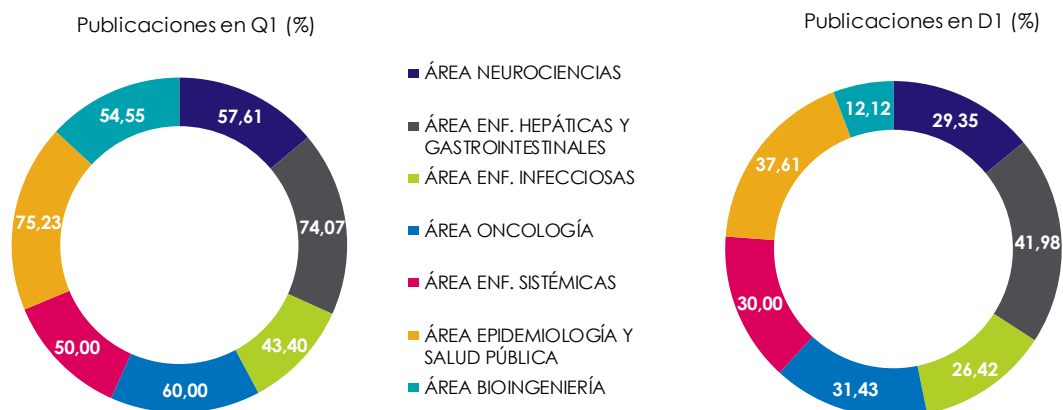 Publicaciones en Q1 (%)
54,55
57,61
75,23
74,07
50,00
43,40
60,00
ÁREA NEUROCIENCIAS
ÁREA ENF. HEPÁTICAS Y
GASTROINTESTINALES
ÁREA ENF. INFECCIOSAS
ÁREA ONCOLOGÍA
ÁREA ENF. SISTÉMICAS
ÁREA EPIDEMIOLOGÍA Y
SALUD PÚBLICA
ÁREA BIOINGENIERÍA
Publicaciones en D1 (%)
12,12
29,35
37,61
41,98
30,00
26,42
31,43